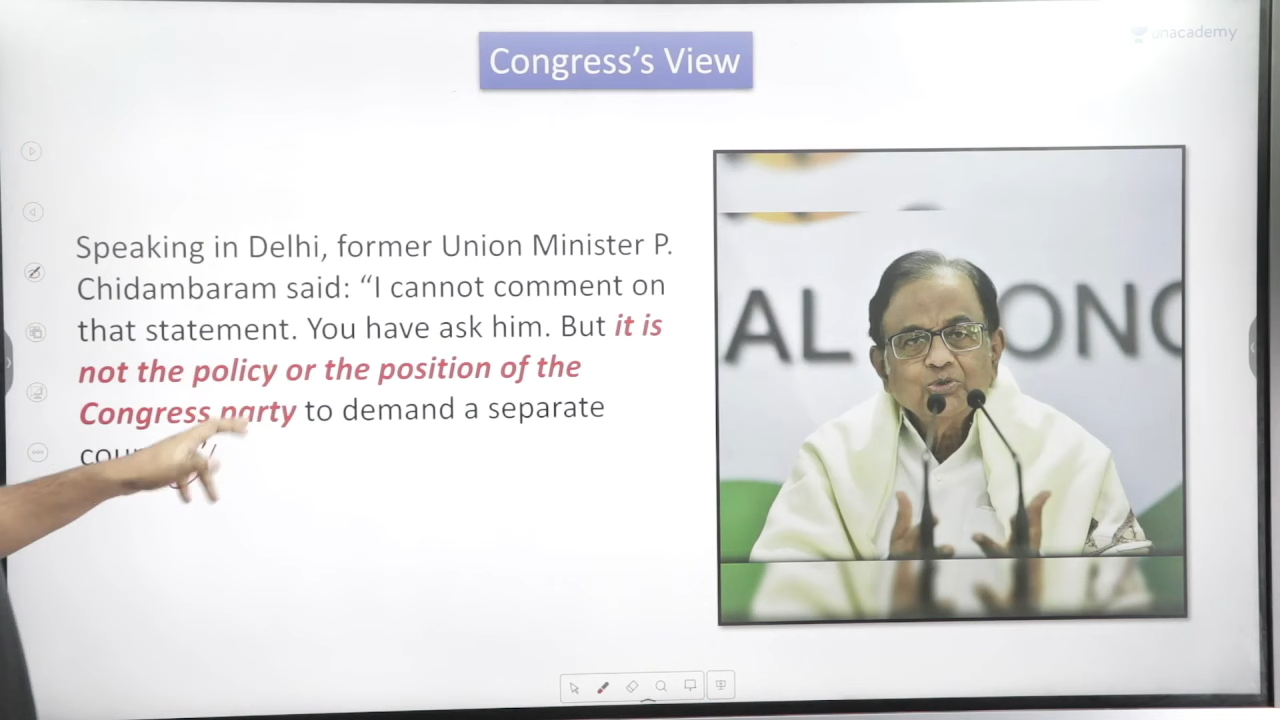 Congress's View
unacademy
Speaking in Delhi, former Union Minister P.
Chidambaram said: “I cannot comment on
that statement. You have ask him. But it is
not the policy or the position of the
Congress party to demand a separate
AL
ONG